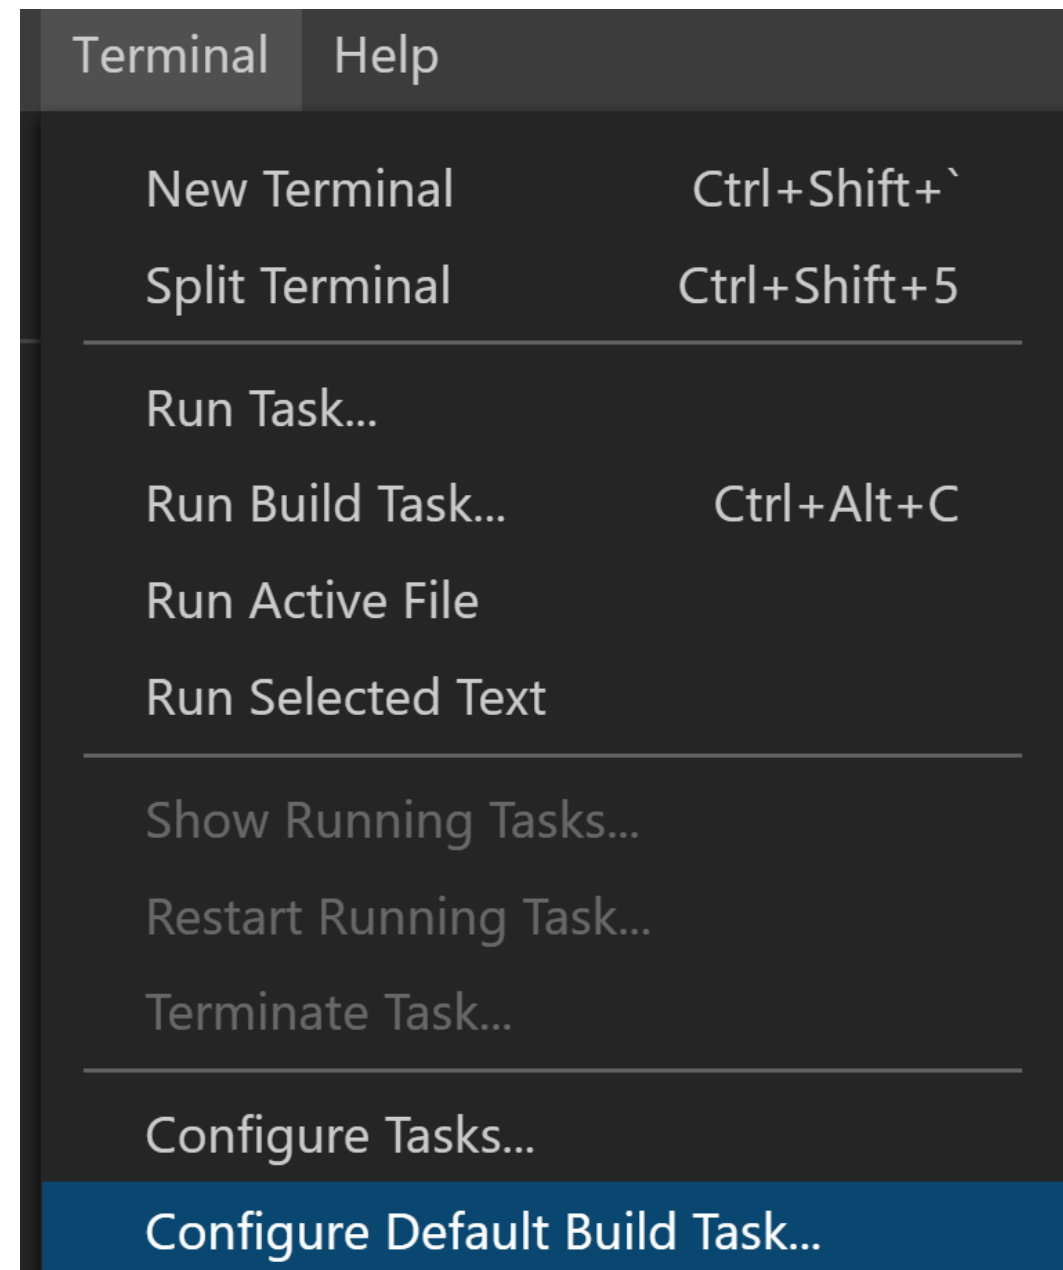 Terminal Help
New Terminal Ctrl+Shift+`
Split Terminal Ctrl+Shift+5
Run Task...
Run Build Task... Ctrl+Alt+C
Run Active File
Run Selected Text
Show Running Tasks...
Restart Running Task...
Terminate Task...
Configure Tasks...
Configure Default Build Task...